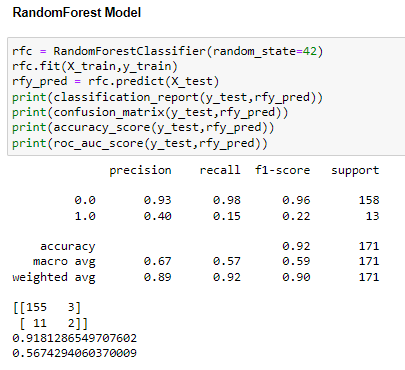 RandomForest Model
rfc = RandomForestClassifier(random_state=42)
rfc.fit(X_train,y_train)
rfy_pred = rfc.predict(X_test)
print(classification_report(y_test,rfy_pred))
print(confusion_matrix(y_test,rfy_pred))
print(accuracy_score(y_test,rfy_pred))
print(roc_auc_score(y_test,rfy_pred))
precision recall f1-score support
0.0 0.93 0.98 0.96 158
1.0 0.40 0.15 0.22 13
accuracy 0.92 171
macro avg 0.67 0.57 0.59 171
weighted avg 0.89 0.92 0.90 171
[[155 3]
[ 11 2]]
0.9181286549707602
0.5674294060370009